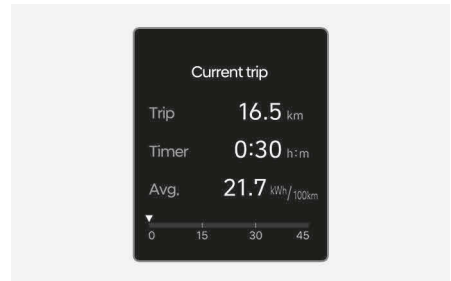 Current trip
Trip 16.5 km
Timer 0:30 h:m
Avg. 21.7 kWh/100km
0 15 30 45